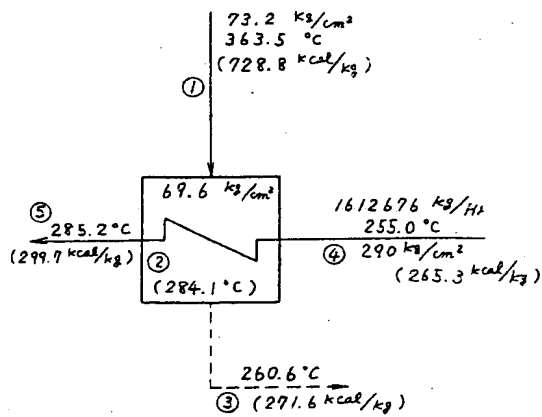 73.2 kg/cm²
363.5 °C
(728.8 kcal/kg)
①
69.6 kg/cm²
⑤
285.2 °C
(299.7 kcal/kg)
②
(284.1 °C)
1612676 kg/Hr
255.0 °C
④
290 kg/cm²
(265.3 kcal/kg)
260.6 °C
③ (271.6 kcal/kg)